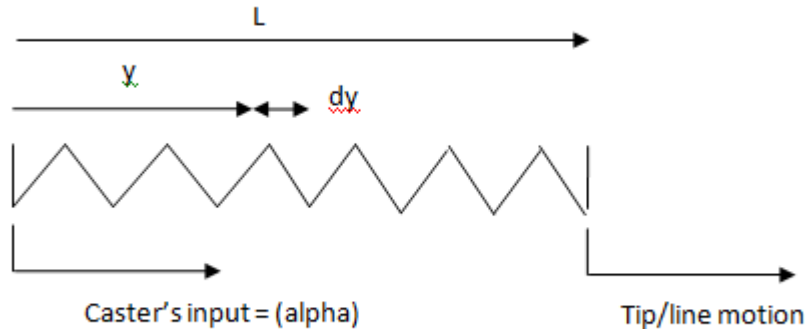 L
y
dy
Caster's input = (alpha)
Tip/line motion